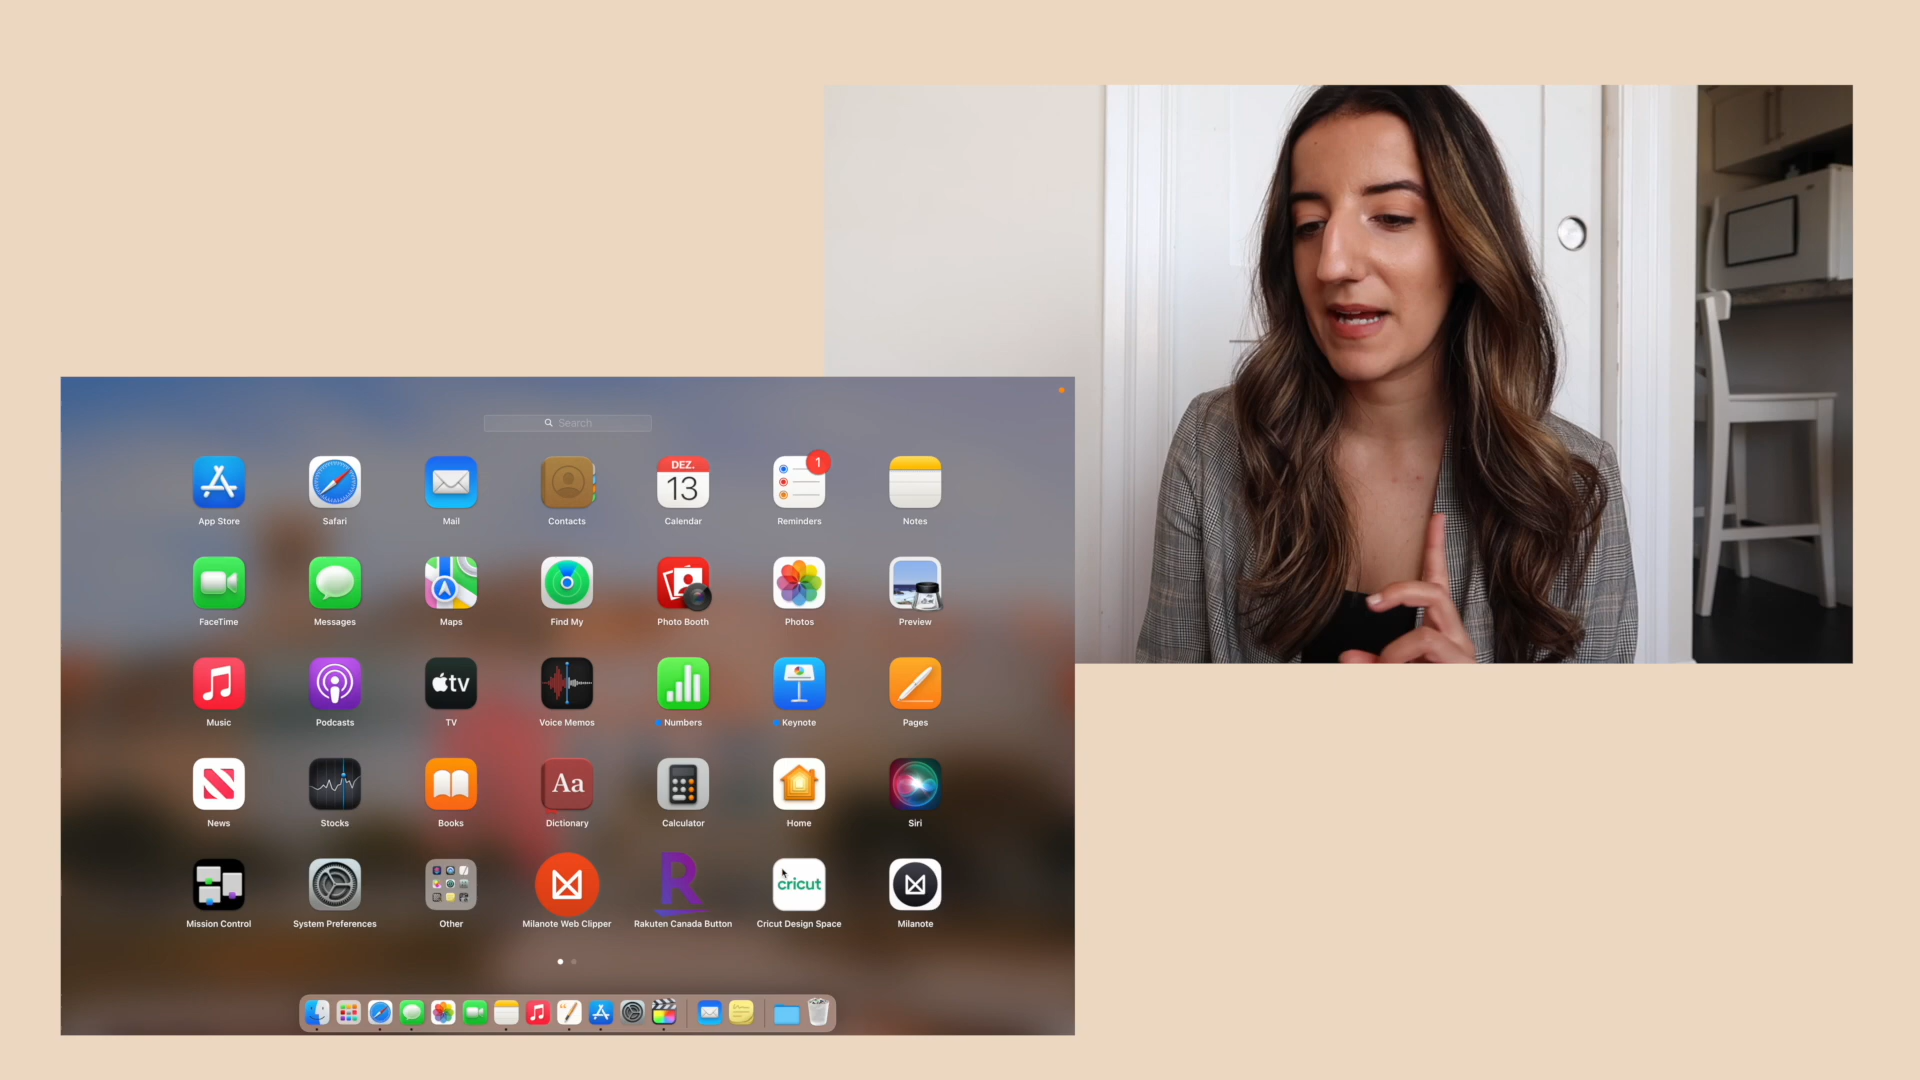 Search
DEZ.
13
1
App Store
Safari
Mail
Contacts
Calendar
Reminders
Notes
FaceTime
Messages
Maps
Find My
Photo Booth
Photos
Preview
tv
Music
Podcasts
TV
Voice Memos
Numbers
Keynote
Pages
Aa
News
Stocks
Books
Dictionary
Calculator
Home
Siri
R
cricut
Mission Control
System Preferences
Other
Milanote Web Clipper
Rakuten Canada Button
Cricut Design Space
Milanote